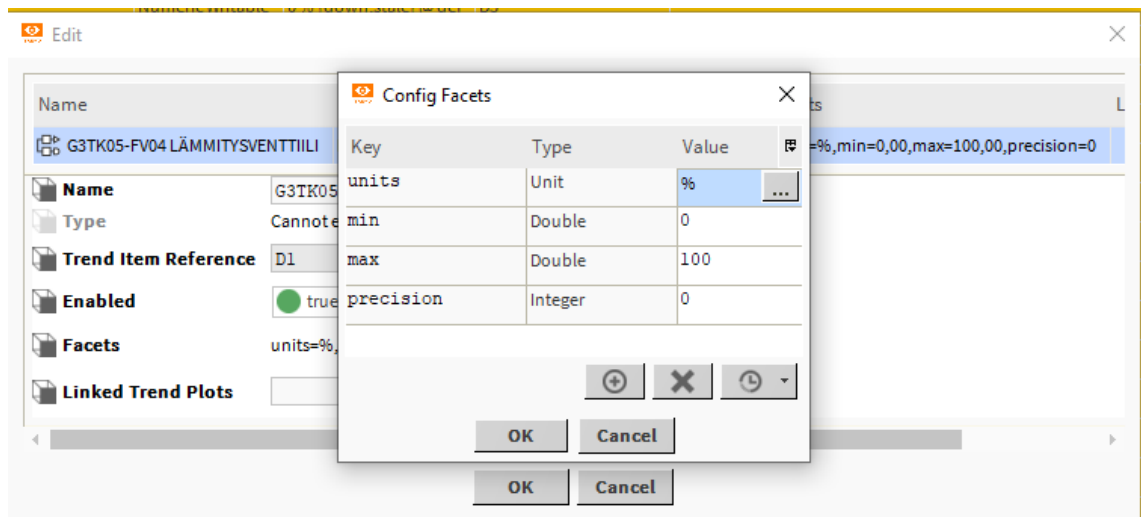 Edit
Config Facets
Name
G3TK05-FV04 LÄMMITYSVENTTIILI
=%,min=0,00,max=100,00,precision=0
Key Type Value
units Unit % ...
min Double 0
max Double 100
precision Integer 0
Name G3TK05
Type Cannot e
Trend Item Reference D1
Enabled true
Facets units=%,
Linked Trend Plots
OK Cancel
OK Cancel